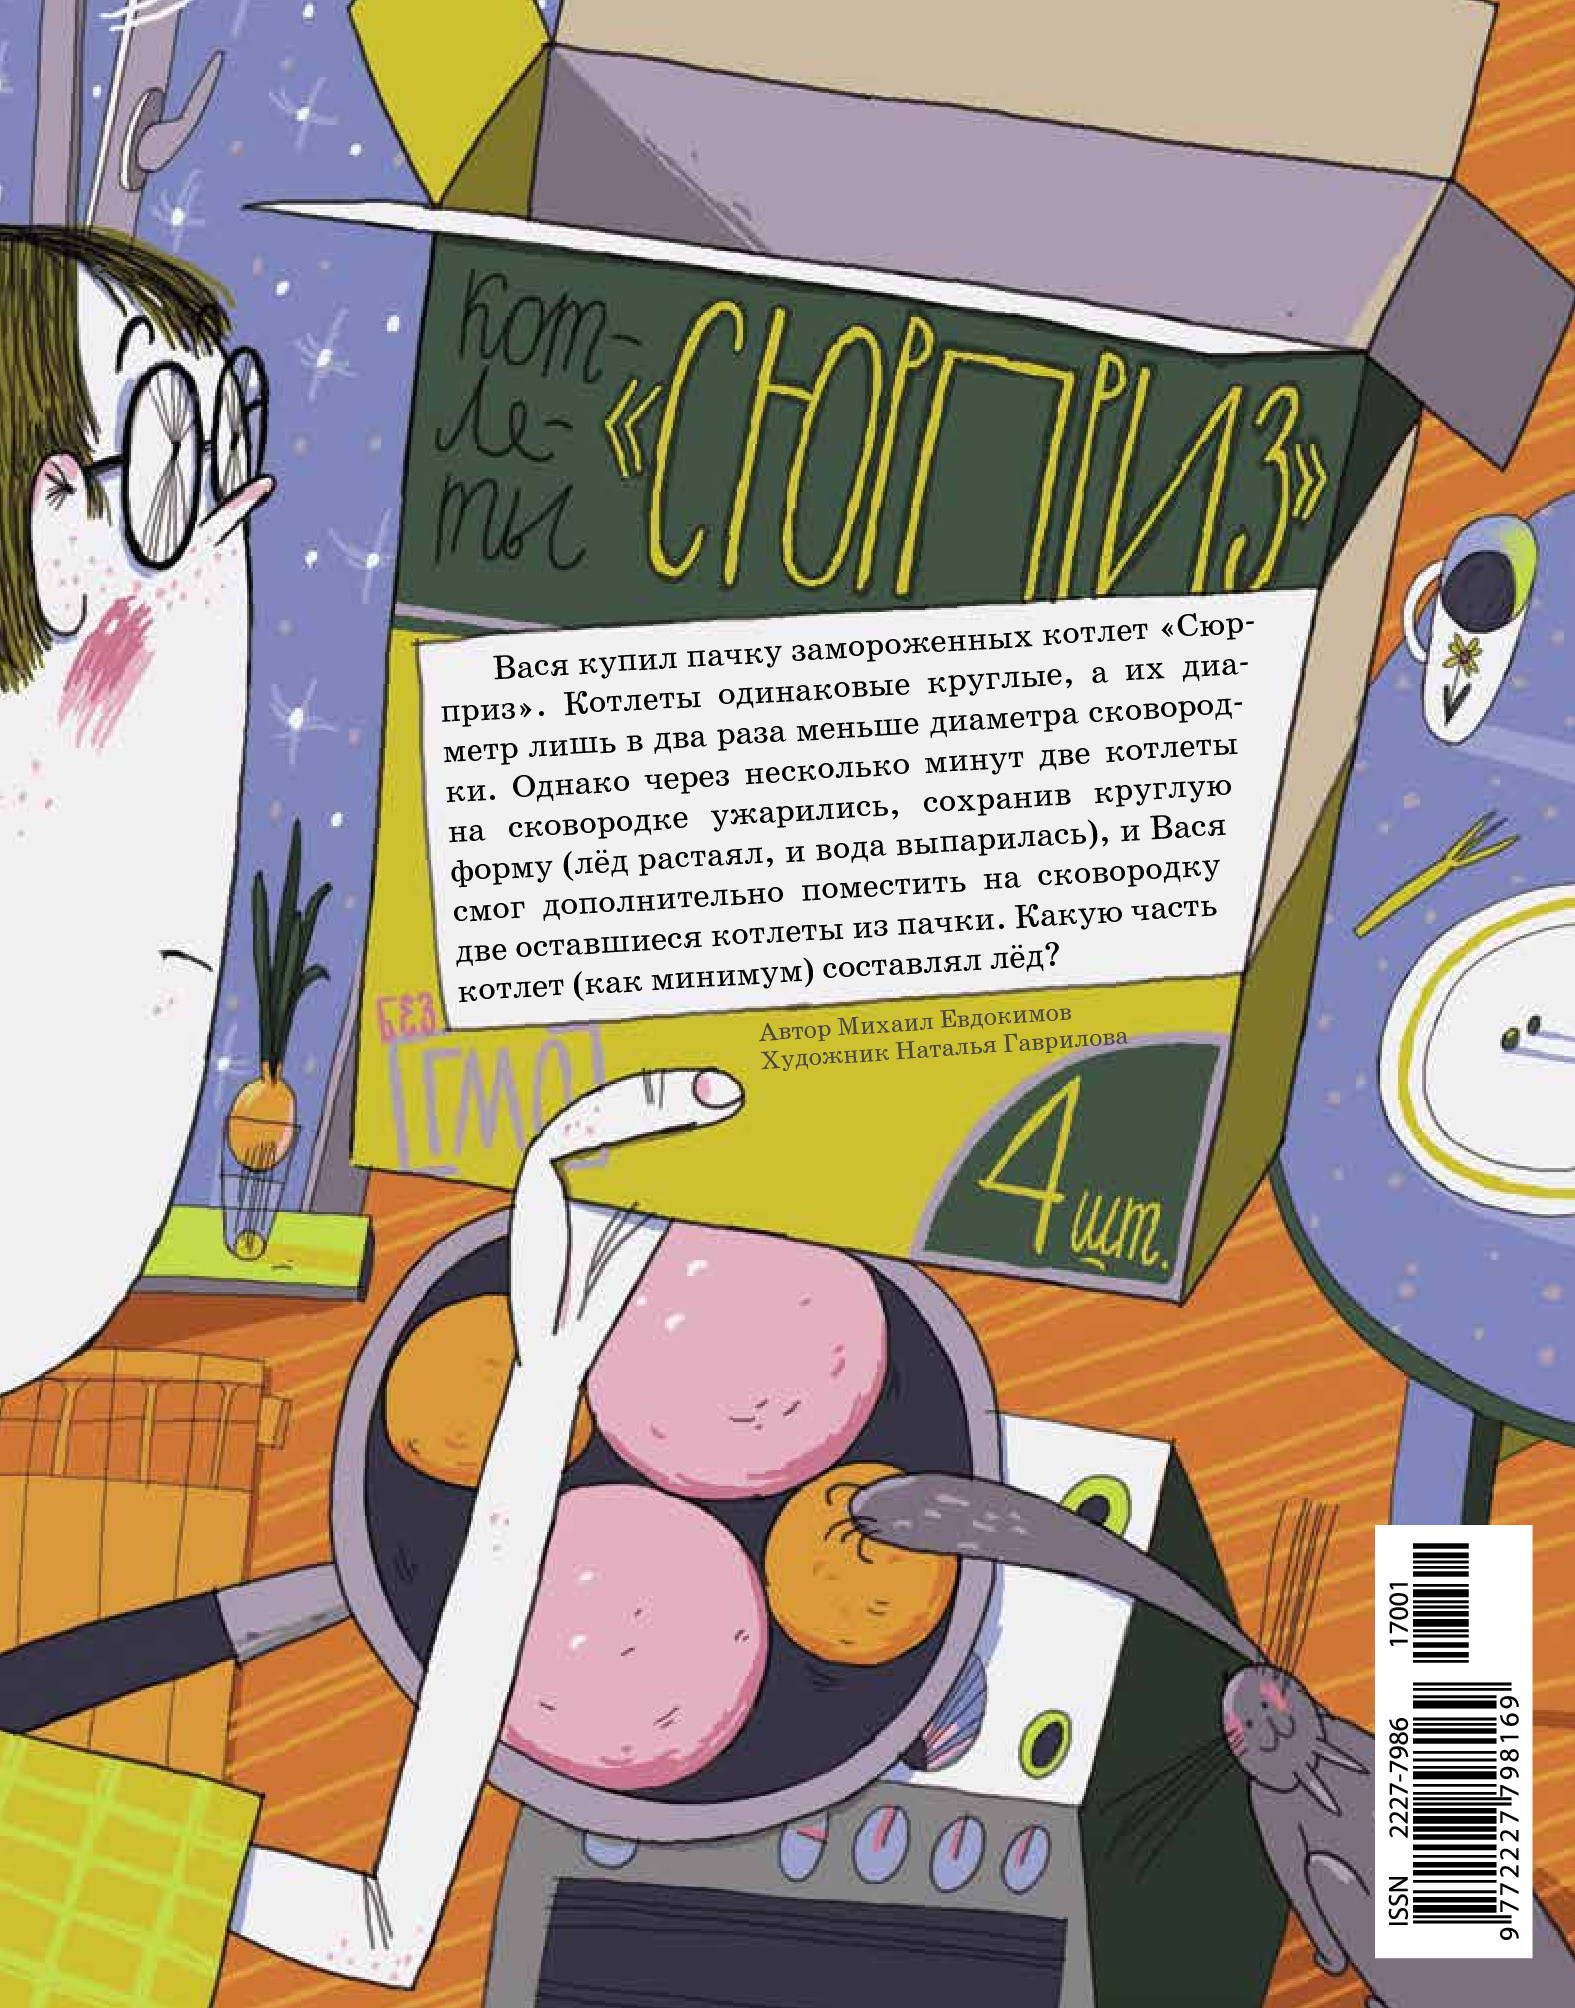 Кот-
ле-
ты
«СЮРПРИЗ»
Вася купил пачку замороженных котлет «Сюр-
приз». Котлеты одинаковые круглые, а их диа-
метр лишь в два раза меньше диаметра сковород-
ки. Однако через несколько минут две котлеты
на сковородке ужарились, сохранив круглую
форму (лёд растаял, и вода выпарилась), и Вася
смог дополнительно поместить на сковородку
две оставшиеся котлеты из пачки. Какую часть
котлет (как минимум) составлял лёд?
БЕЗ
ГМО
Автор Михаил Евдокимов
Художник Наталья Гаврилова
4 шт.
ISSN 2227-7986 17001
9 772227 798169